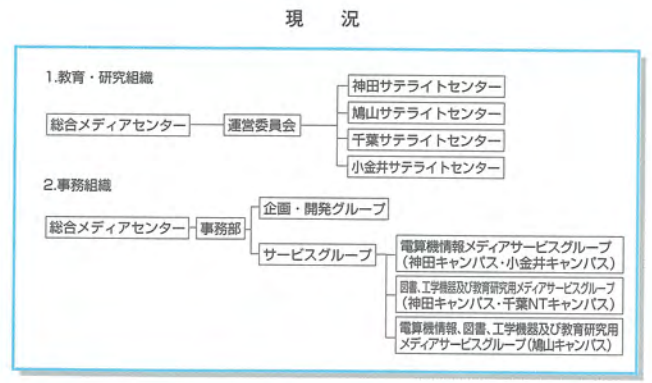 現 況
1.教育・研究組織
総合メディアセンター
運営委員会
神田サテライトセンター
鳩山サテライトセンター
千葉サテライトセンター
小金井サテライトセンター
2.事務組織
総合メディアセンター
事務部
企画・開発グループ
サービスグループ
電算機情報メディアサービスグループ
(神田キャンパス・小金井キャンパス)
図書、工学機器及び教育研究用メディアサービスグループ
(神田キャンパス・千葉NTキャンパス)
電算機情報、図書、工学機器及び教育研究用
メディアサービスグループ(鳩山キャンパス)